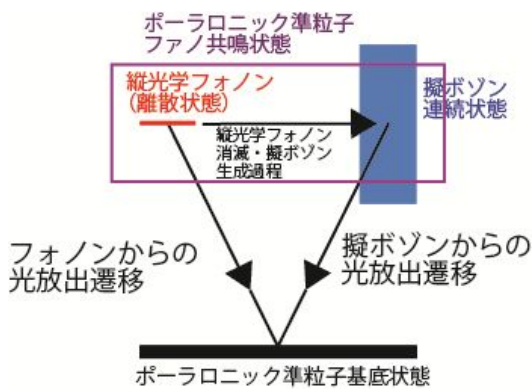 ポーラロニック準粒子
ファノ共鳴状態
縦光学フォノン
(離散状態)
擬ボゾン
連続状態
縦光学フォノン
消滅・擬ボゾン
生成過程
フォノンからの
光放出遷移
擬ボゾンからの
光放出遷移
ポーラロニック準粒子基底状態